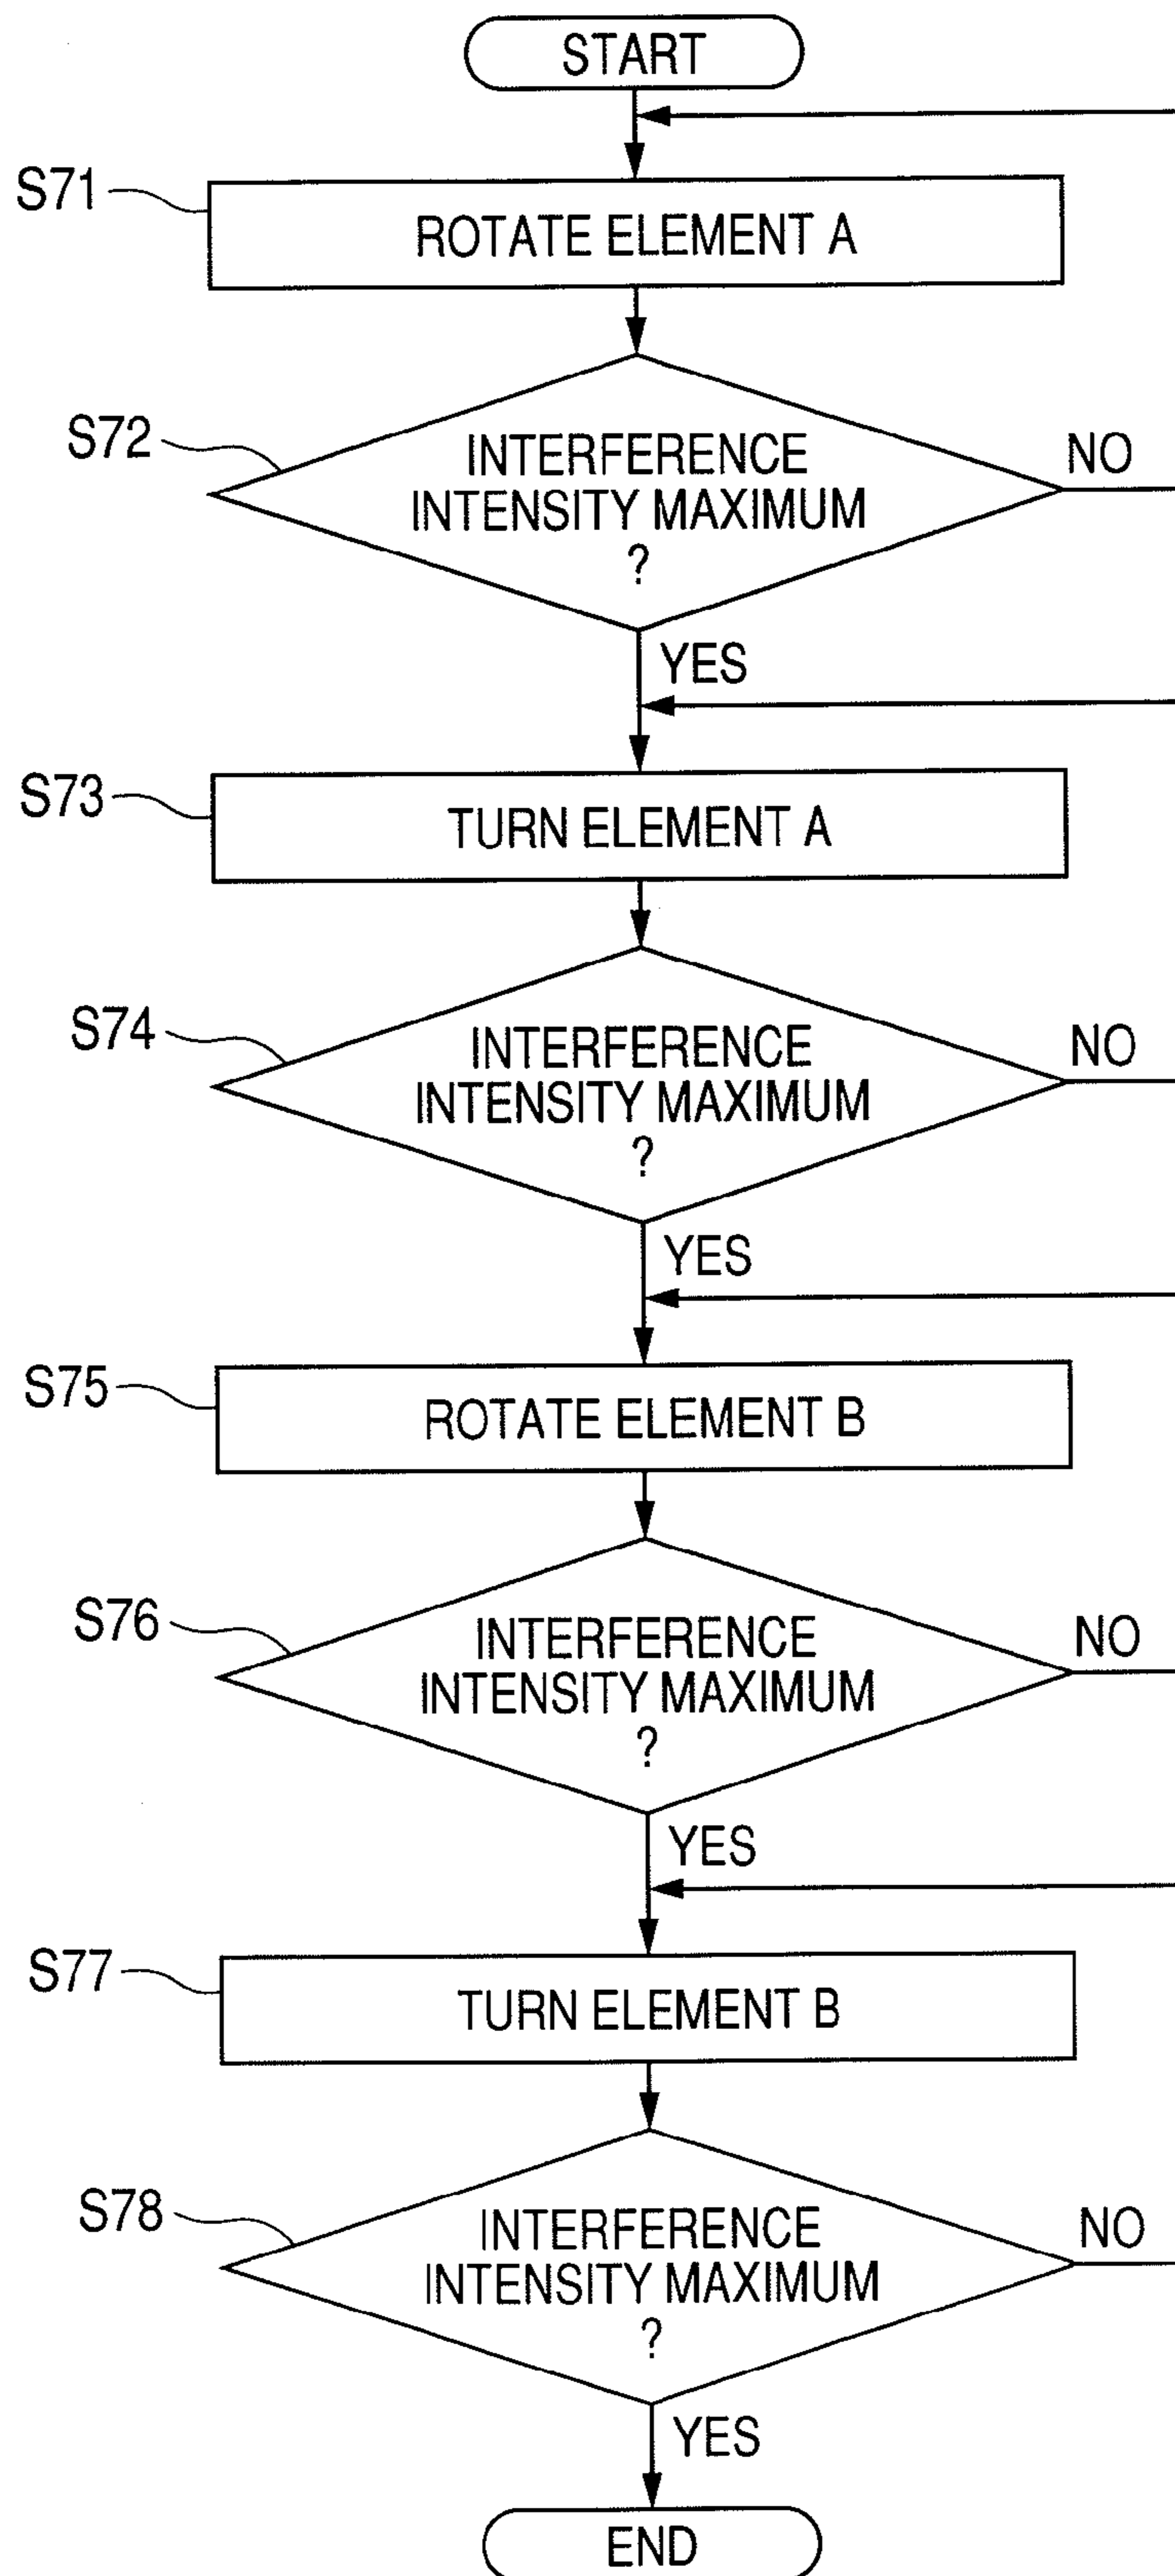 START
S71
ROTATE ELEMENT A
S72
INTERFERENCE
INTENSITY MAXIMUM
?
NO
YES
S73
TURN ELEMENT A
S74
INTERFERENCE
INTENSITY MAXIMUM
?
NO
YES
S75
ROTATE ELEMENT B
S76
INTERFERENCE
INTENSITY MAXIMUM
?
NO
YES
S77
TURN ELEMENT B
S78
INTERFERENCE
INTENSITY MAXIMUM
?
NO
YES
END